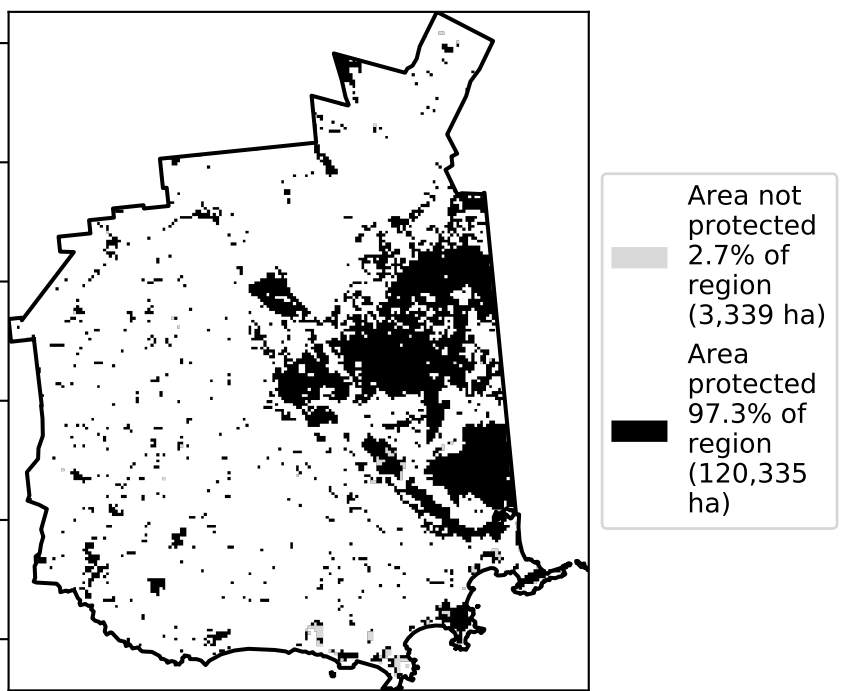 Area not
protected
2.7% of
region
(3,339 ha)
Area
protected
97.3% of
region
(120,335
ha)